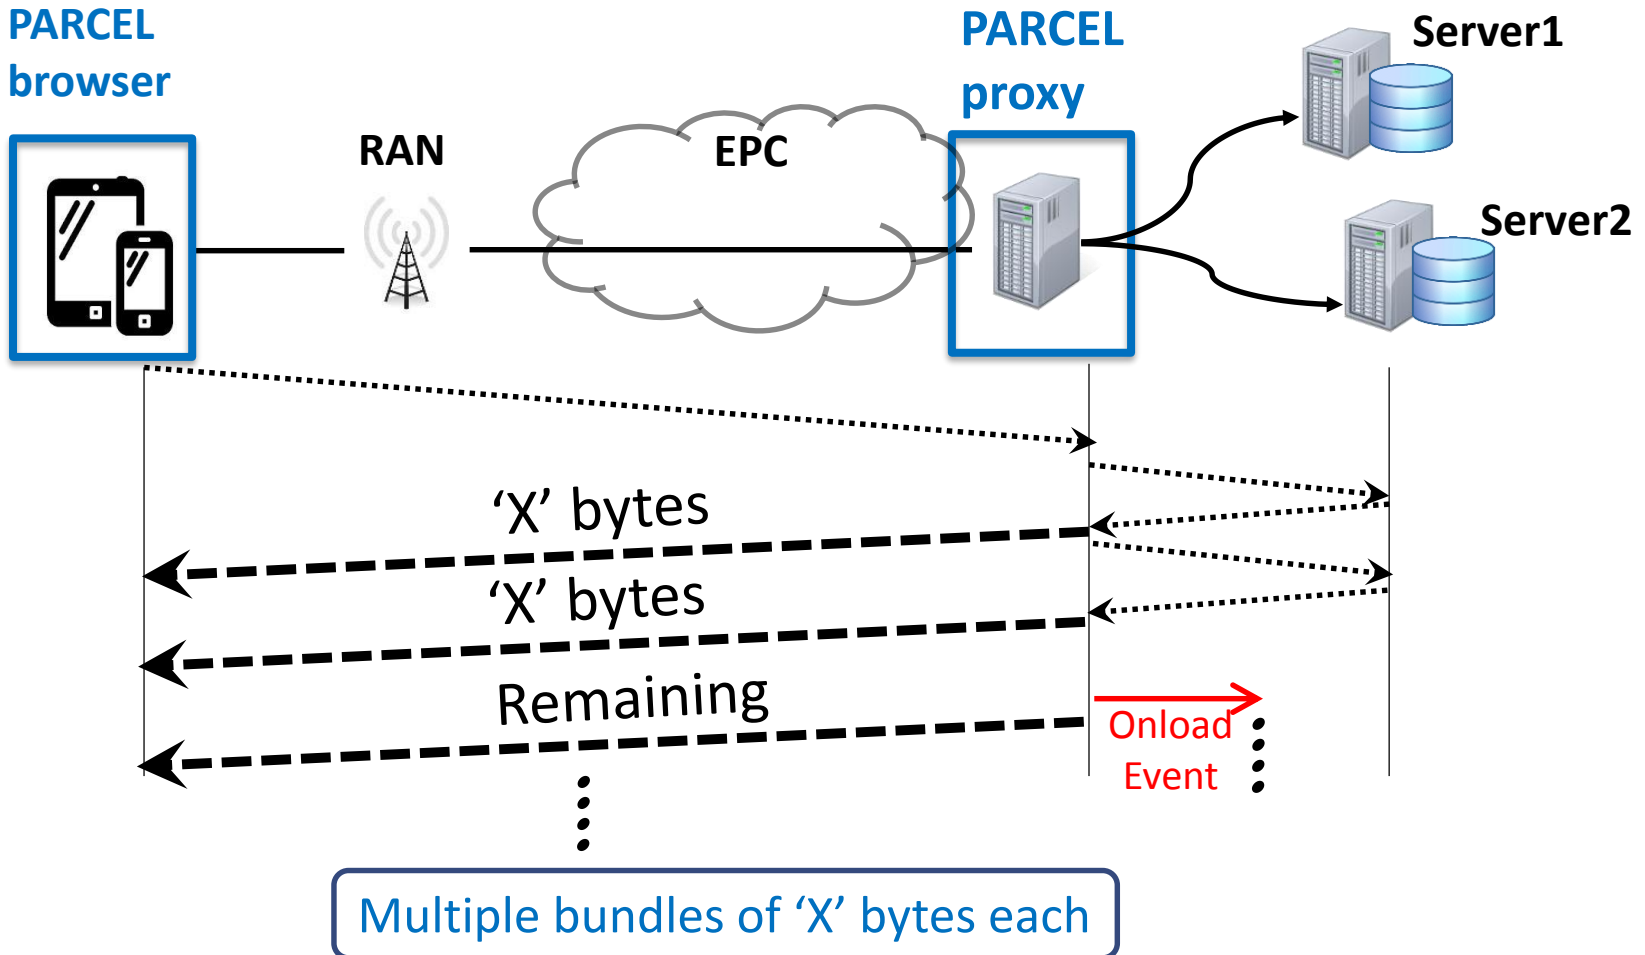 PARCEL
browser
PARCEL
proxy
Server1
RAN
EPC
Server2
‘X’ bytes
‘X’ bytes
Remaining
Onload
Event
Multiple bundles of ‘X’ bytes each